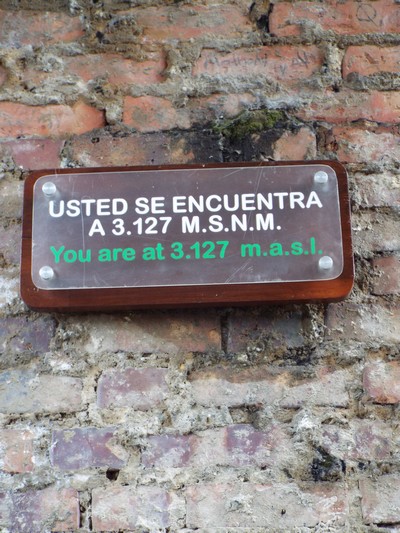 USTED SE ENCUENTRA
A 3.127 M.S.N.M.
You are at 3.127 m.a.s.l.